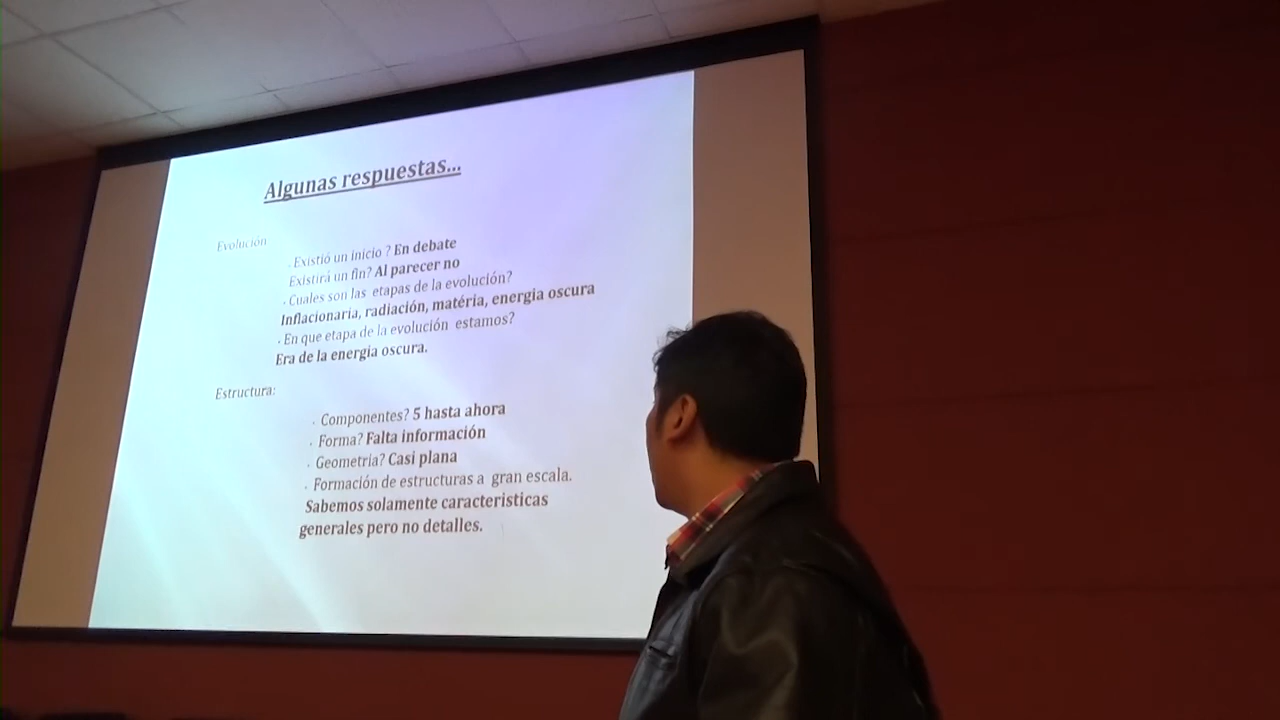 Algunas respuestas...
Evolución
. Existió un inicio ? En debate
Existirá un fin? Al parecer no
. Cuales son las etapas de la evolución?
Inflacionaria, radiación, matéria, energia oscura
. En que etapa de la evolución estamos?
Era de la energia oscura.
Estructura:
. Componentes? 5 hasta ahora
. Forma? Falta información
. Geometria? Casi plana
. Formación de estructuras a gran escala.
Sabemos solamente caracteristicas
generales pero no detalles.